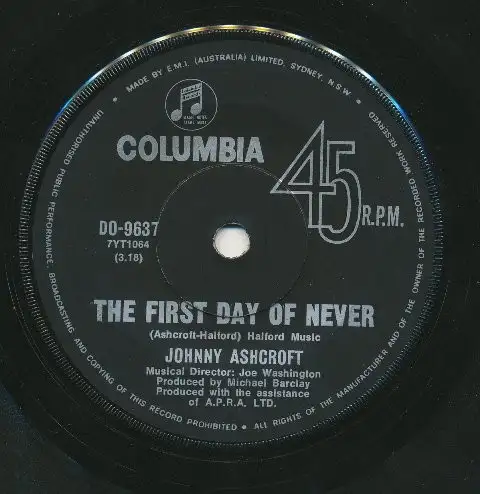 • MADE BY E.M.I. (AUSTRALIA) LIMITED, SYDNEY, N.S.W •
MAGIC NOTES
COLUMBIA
45 R.P.M.
DO-9637
7YT1064
(3.18)
THE FIRST DAY OF NEVER
(Ashcroft-Halford) Halford Music
JOHNNY ASHCROFT
Musical Director: Joe Washington
Produced by Michael Barclay
Produced with the assistance
of A.P.R.A. LTD.
UNAUTHORISED PUBLIC PERFORMANCE, BROADCASTING AND COPYING OF THIS RECORD PROHIBITED • ALL RIGHTS OF THE MANUFACTURER AND OF THE OWNER OF THE RECORDED WORK RESERVED